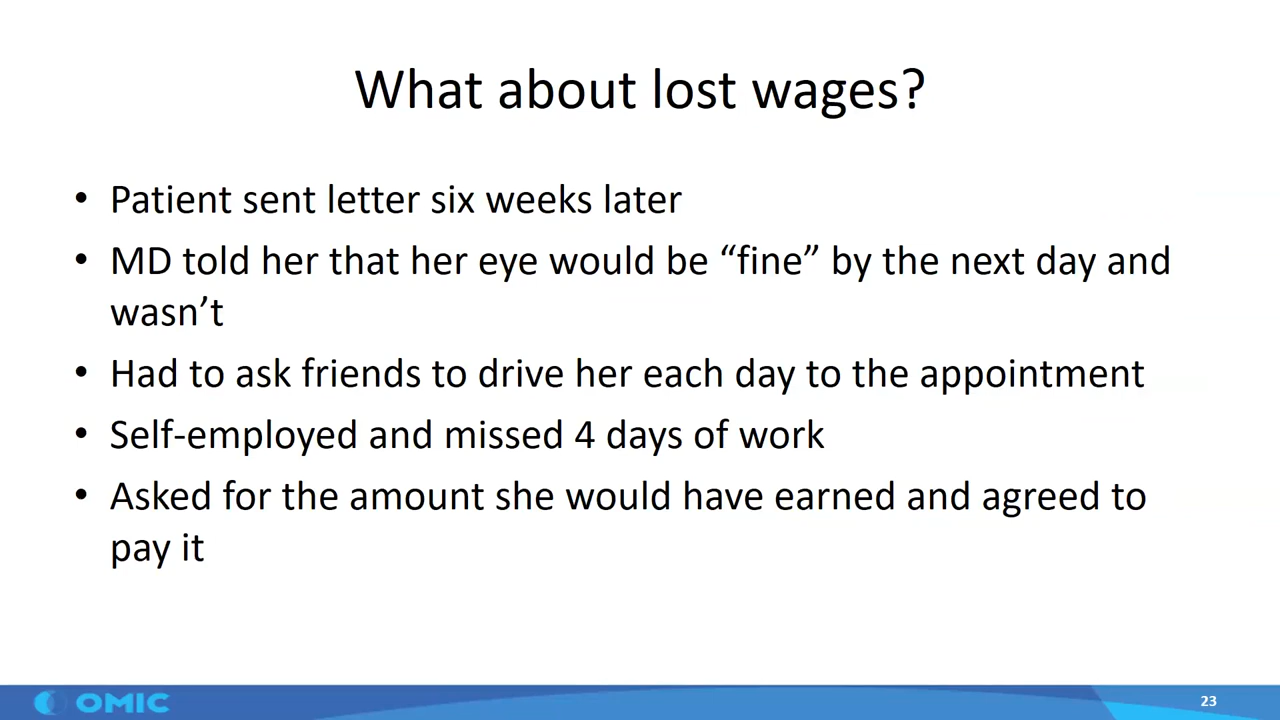 What about lost wages?
• Patient sent letter six weeks later
• MD told her that her eye would be “fine” by the next day and
wasn’t
• Had to ask friends to drive her each day to the appointment
• Self-employed and missed 4 days of work
• Asked for the amount she would have earned and agreed to
pay it
OMIC
23